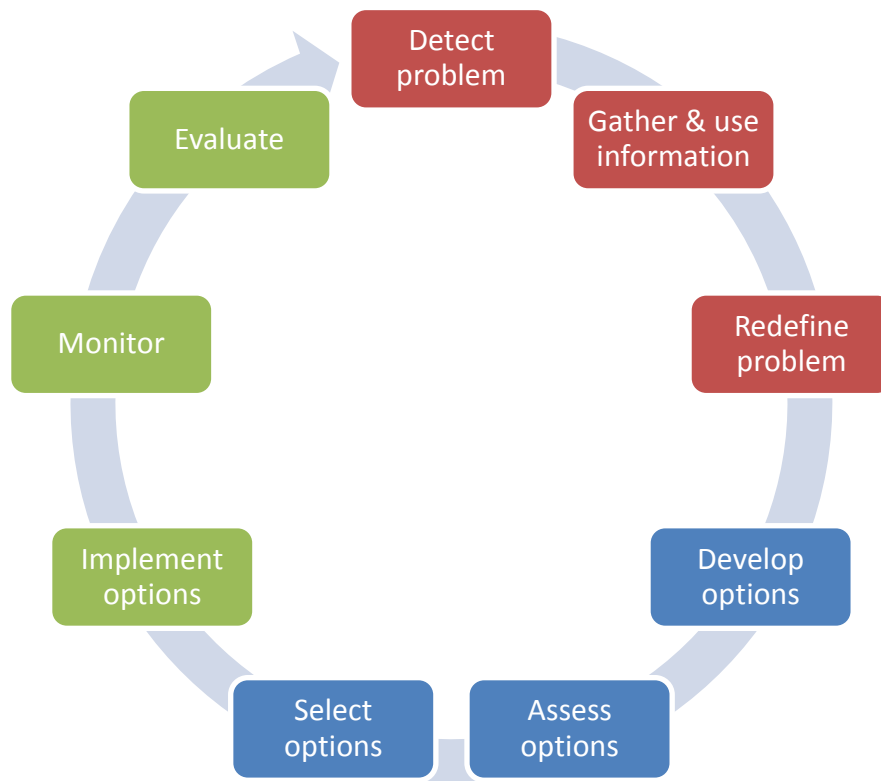 Detect
problem
Gather & use
information
Redefine
problem
Develop
options
Assess
options
Select
options
Implement
options
Monitor
Evaluate